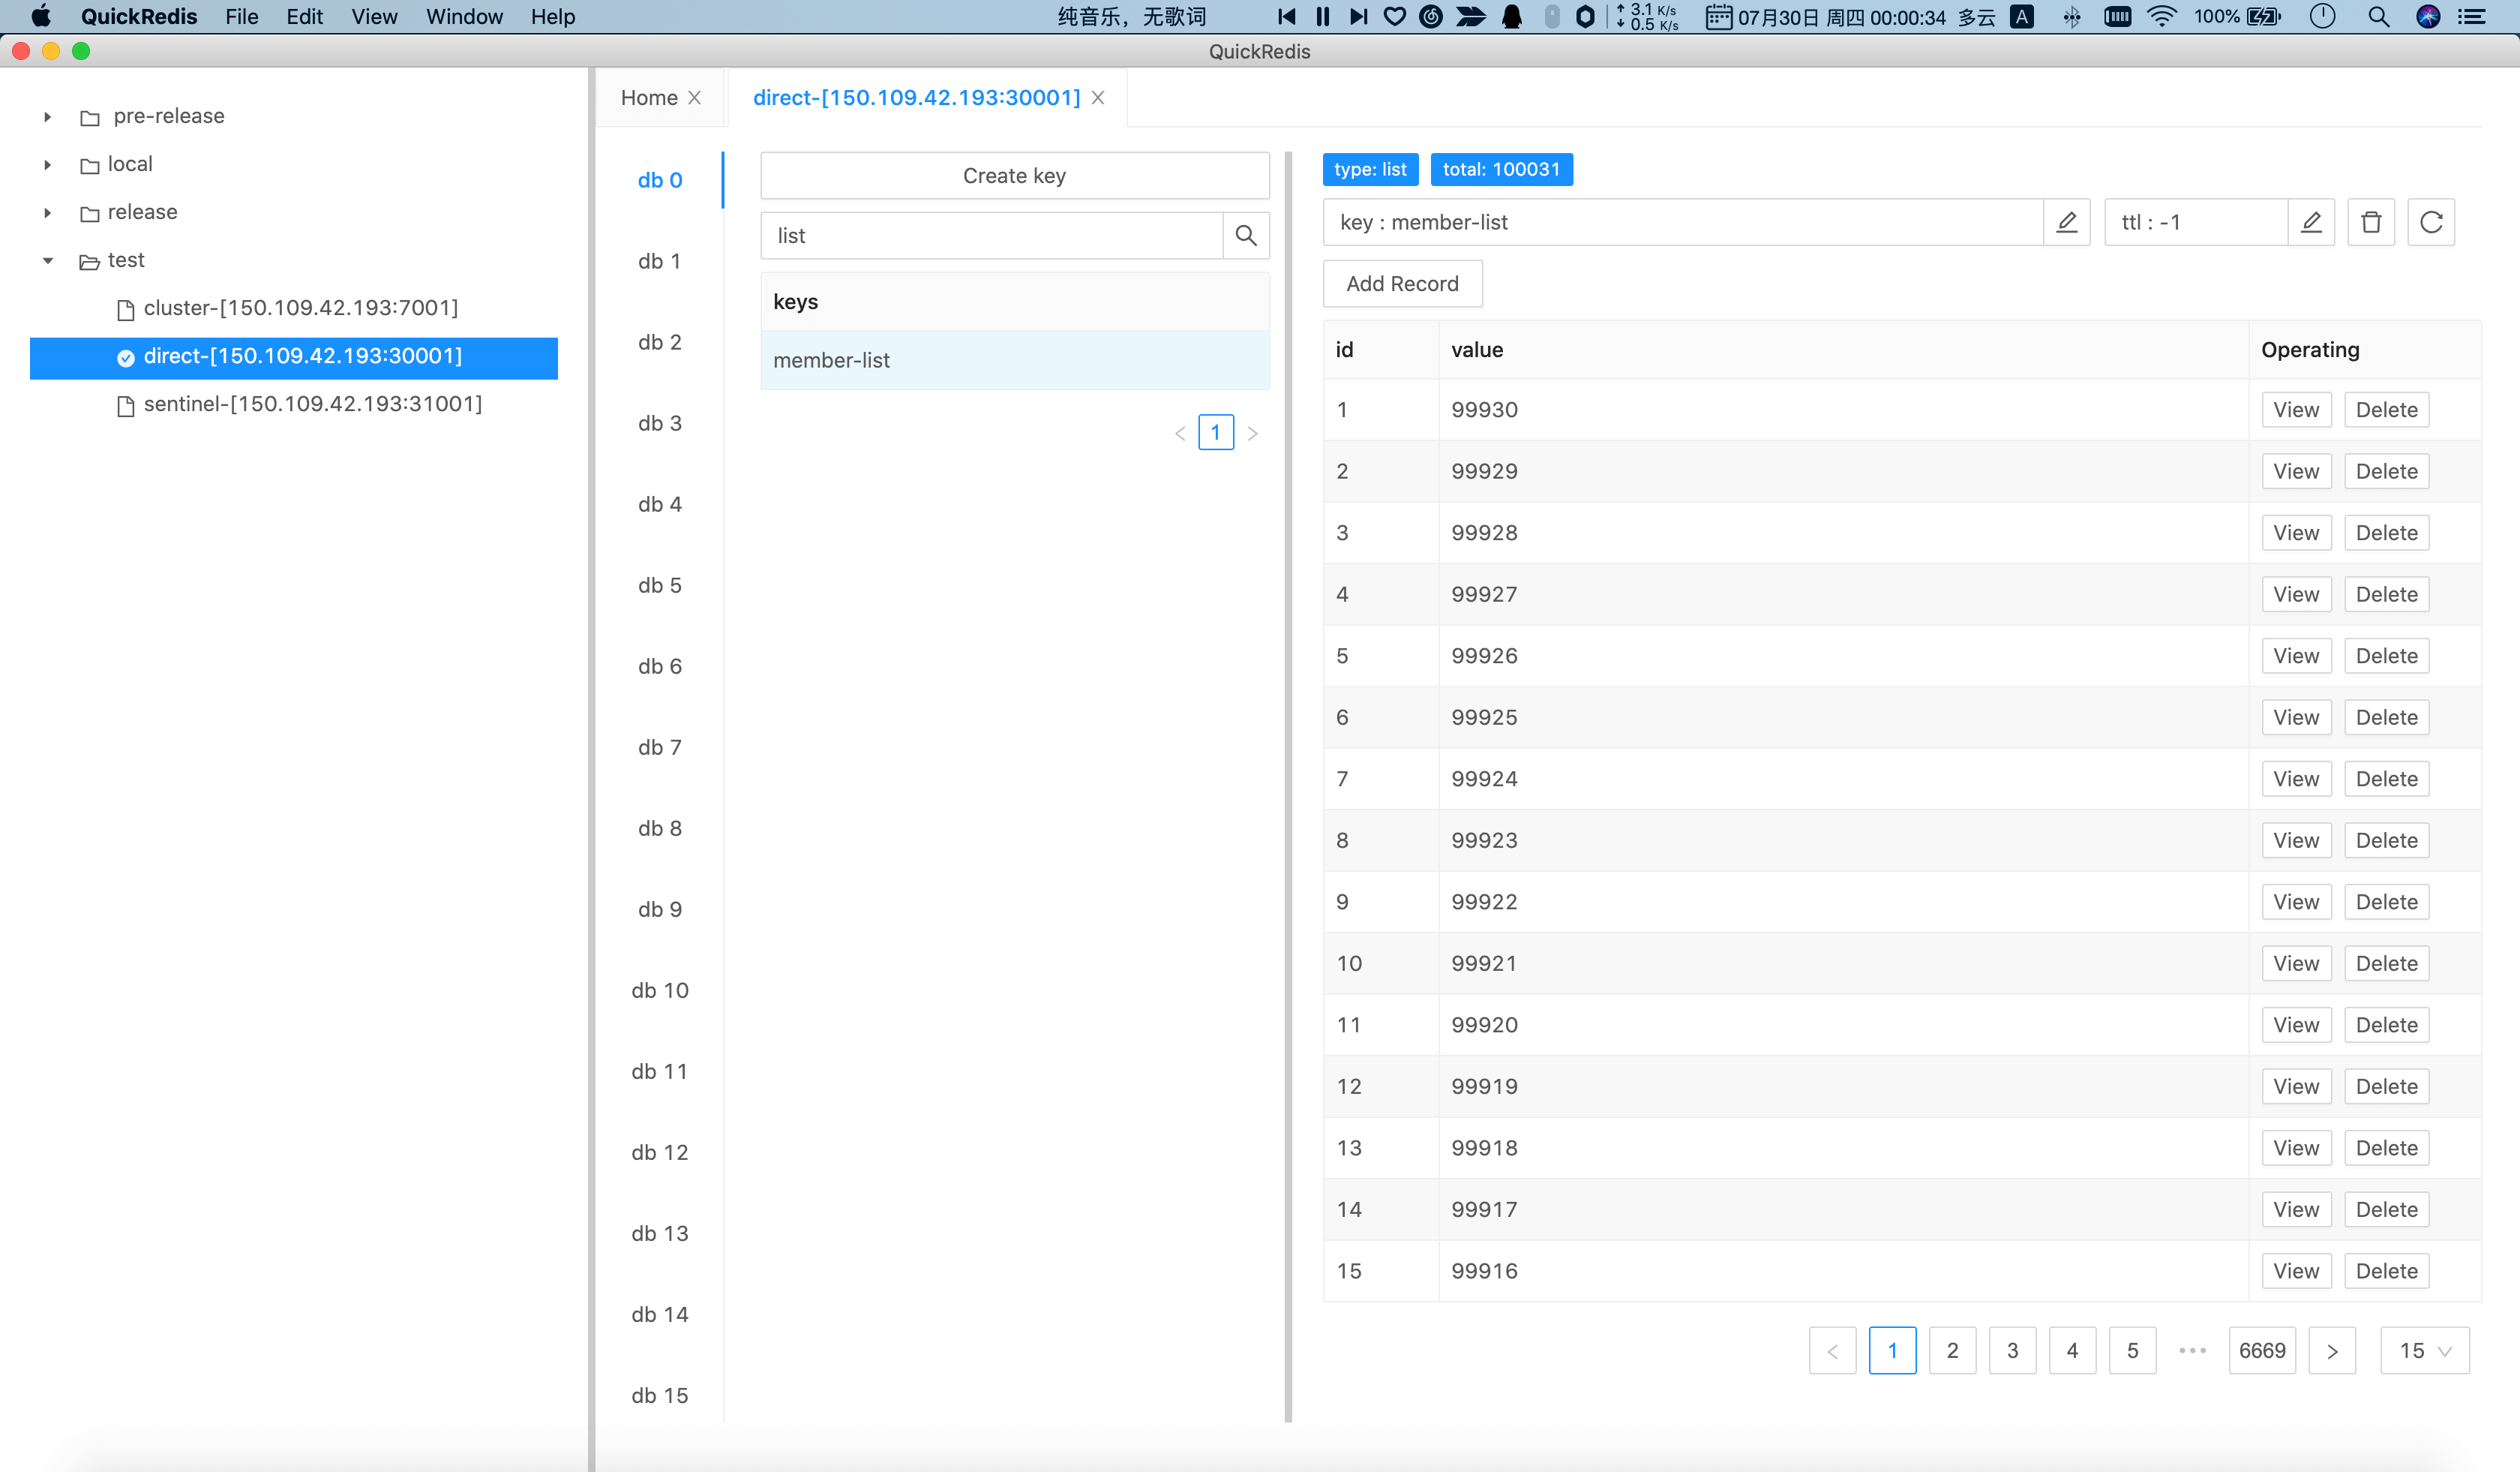 QuickRedis File Edit View Window Help 纯音乐，无歌词 3.1 K/s 0.5 K/s 07月30日 周四 00:00:34 多云 A 100%
QuickRedis
pre-release
local
release
test
cluster-[150.109.42.193:7001]
direct-[150.109.42.193:30001]
sentinel-[150.109.42.193:31001]
Home direct-[150.109.42.193:30001]
db 0
db 1
db 2
db 3
db 4
db 5
db 6
db 7
db 8
db 9
db 10
db 11
db 12
db 13
db 14
db 15
Create key
list
keys
member-list
1
type: list total: 100031
key : member-list ttl : -1
Add Record
id value Operating
1 99930 View Delete
2 99929 View Delete
3 99928 View Delete
4 99927 View Delete
5 99926 View Delete
6 99925 View Delete
7 99924 View Delete
8 99923 View Delete
9 99922 View Delete
10 99921 View Delete
11 99920 View Delete
12 99919 View Delete
13 99918 View Delete
14 99917 View Delete
15 99916 View Delete
1 2 3 4 5 ••• 6669 15